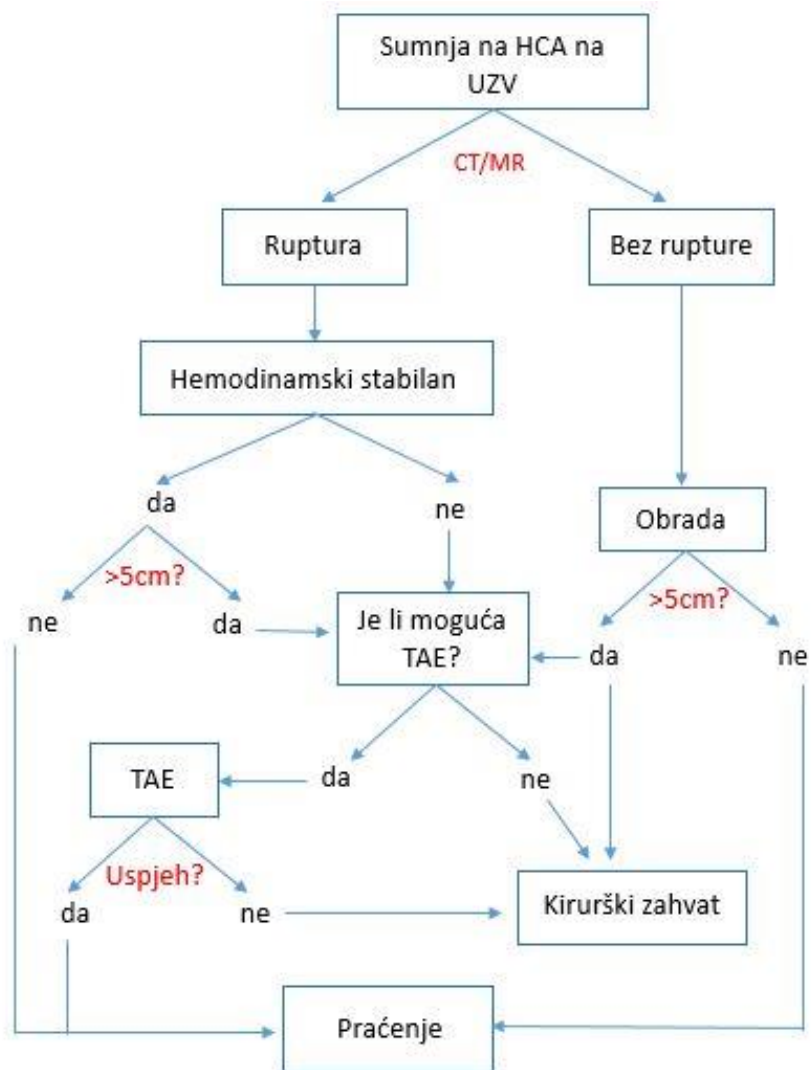 Sumnja na HCA na
UZV
CT/MR
Ruptura
Bez rupture
Hemodinamski stabilan
da
ne
Obrada
>5cm?
>5cm?
ne
da
Je li moguća
TAE?
da
ne
TAE
da
ne
Uspjeh?
Kirurški zahvat
da
ne
Praćenje